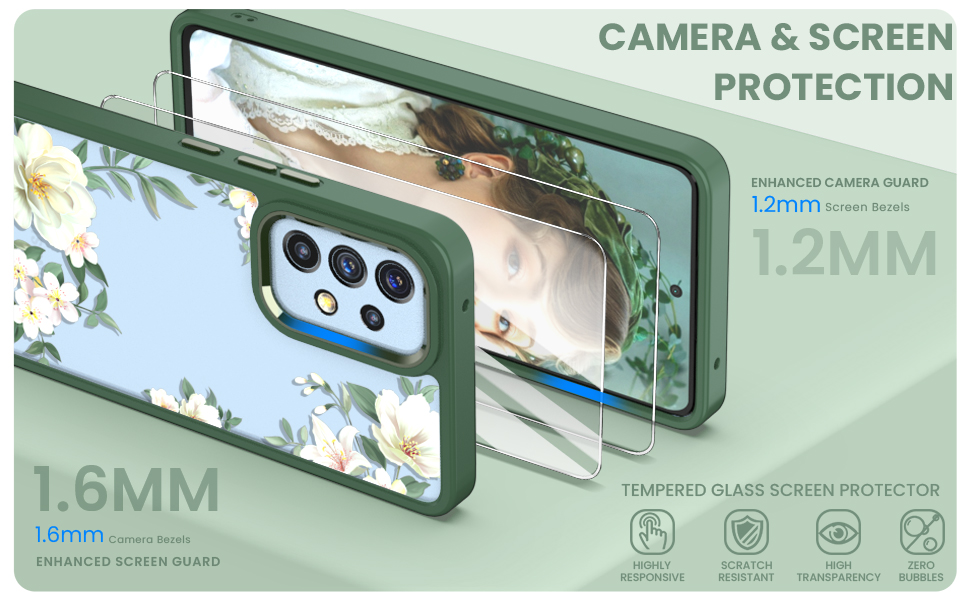 CAMERA & SCREEN
PROTECTION
ENHANCED CAMERA GUARD
1.2mm Screen Bezels
1.2MM
1.6MM
1.6mm Camera Bezels
ENHANCED SCREEN GUARD
TEMPERED GLASS SCREEN PROTECTOR
HIGHLY
RESPONSIVE
SCRATCH
RESISTANT
HIGH
TRANSPARENCY
ZERO
BUBBLES